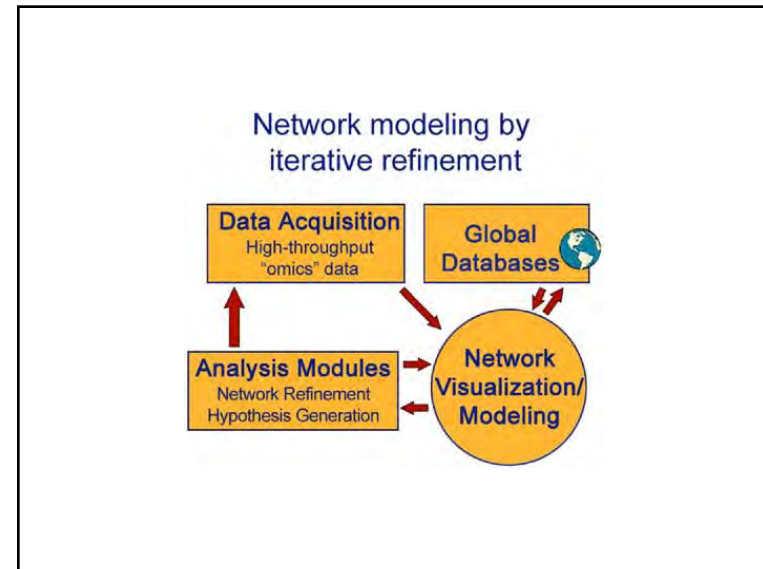 Network modeling by
iterative refinement
Data Acquisition
High-throughput
"omics" data
Global
Databases
Analysis Modules
Network Refinement
Hypothesis Generation
Network
Visualization/
Modeling